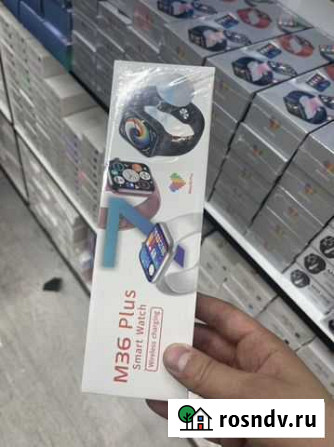 7
M36 Plus
Smart Watch
Wireless charging
rosndv.ru